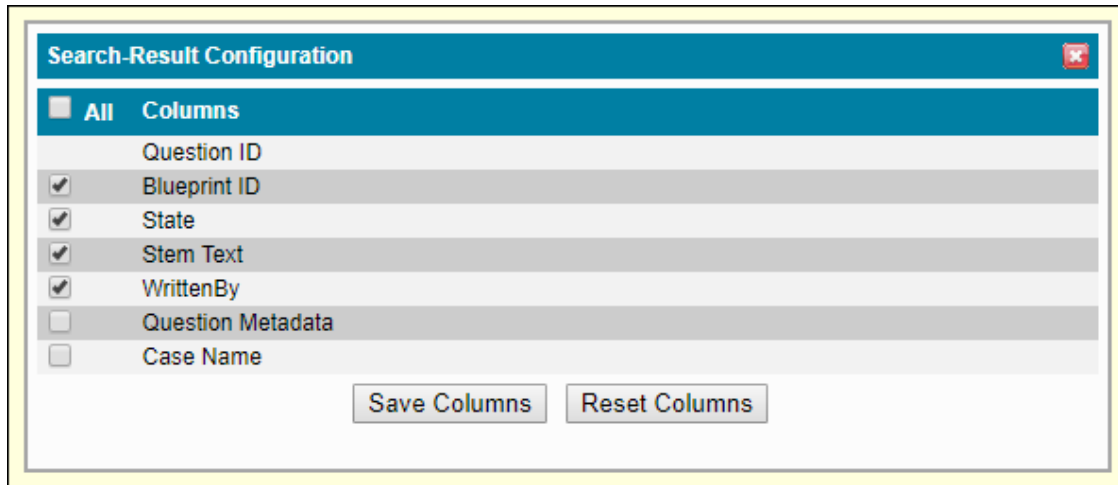 Search-Result Configuration
All Columns
Question ID
Blueprint ID
State
Stem Text
WrittenBy
Question Metadata
Case Name
Save Columns Reset Columns